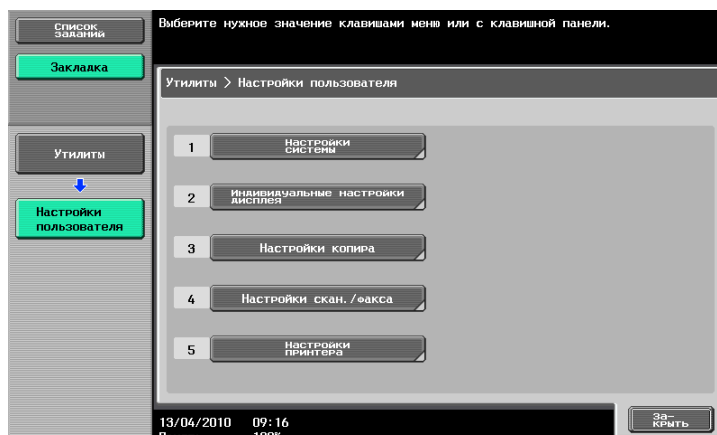 Список
заданий
Выберите нужное значение клавишами меню или с клавишной панели.
Закладка
Утилиты > Настройки пользователя
Утилиты
Настройки
пользователя
1 Настройки
системы
2 Индивидуальные настройки
дисплея
3 Настройки копира
4 Настройки скан./факса
5 Настройки
принтера
За-
крыть
13/04/2010 09:16